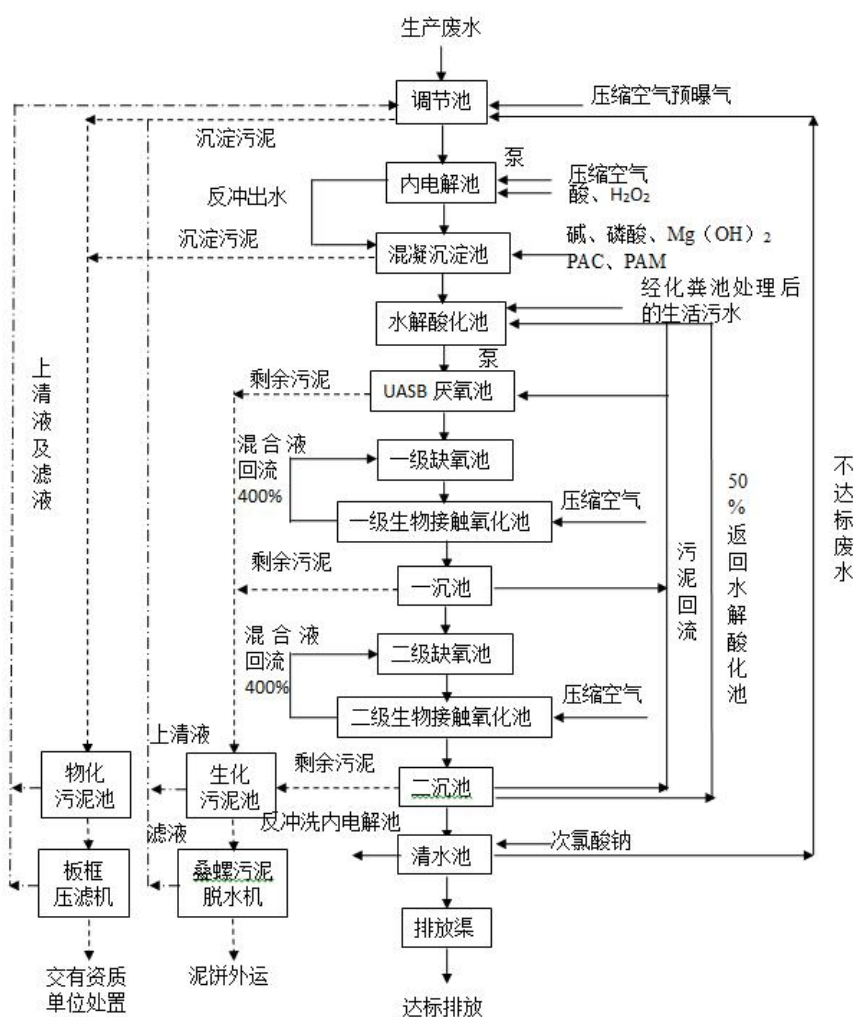 生产废水
调节池
压缩空气预曝气
沉淀污泥
泵
内电解池
压缩空气
酸、H₂O₂
反冲出水
沉淀污泥
混凝沉淀池
碱、磷酸、Mg（OH）₂
PAC、PAM
水解酸化池
经化粪池处理后
的生活污水
泵
上清液及滤液
剩余污泥
UASB 厌氧池
混合液
回流
400%
一级缺氧池
一级生物接触氧化池
压缩空气
不达标废水
50%返回水解酸化池
污泥回流
剩余污泥
一沉池
混合液
回流
400%
二级缺氧池
二级生物接触氧化池
压缩空气
上清液
物化
污泥池
生化
污泥池
剩余污泥
二沉池
反冲洗内电解池
滤液
清水池
次氯酸钠
板框
压滤机
叠螺污泥
脱水机
排放渠
交有资质
单位处置
泥饼外运
达标排放